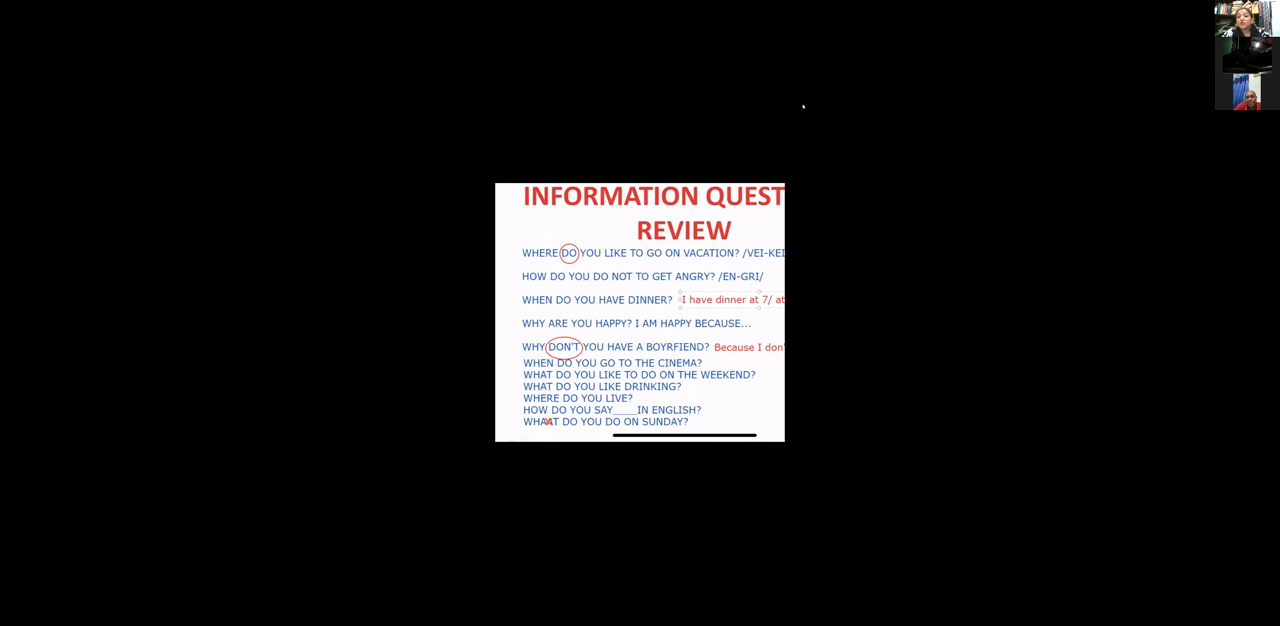 INFORMATION QUEST
REVIEW
WHERE DO YOU LIKE TO GO ON VACATION? /VEI-KEI
HOW DO YOU DO NOT TO GET ANGRY? /EN-GRI/
WHEN DO YOU HAVE DINNER? I have dinner at 7/ at
WHY ARE YOU HAPPY? I AM HAPPY BECAUSE...
WHY DON'T YOU HAVE A BOYRFIEND? Because I don'
WHEN DO YOU GO TO THE CINEMA?
WHAT DO YOU LIKE TO DO ON THE WEEKEND?
WHAT DO YOU LIKE DRINKING?
WHERE DO YOU LIVE?
HOW DO YOU SAY____IN ENGLISH?
WHAXT DO YOU DO ON SUNDAY?